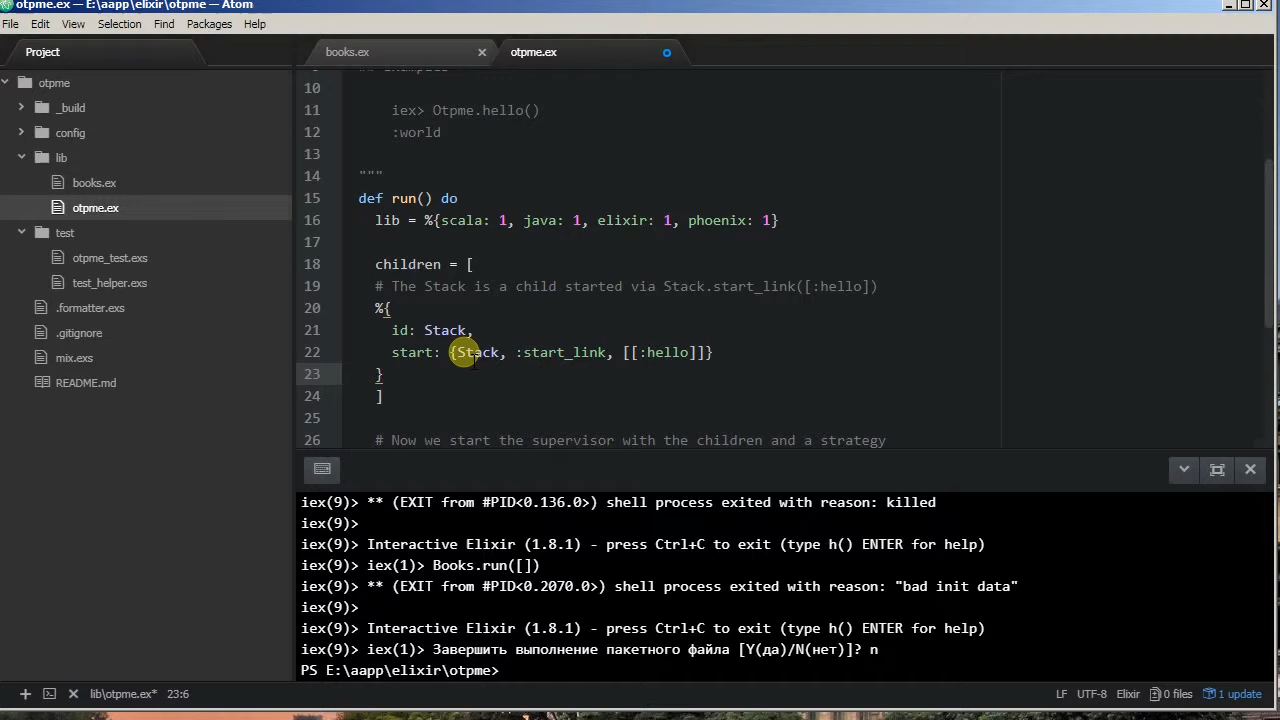 otpme.ex — E:\aapp\elixir\otpme — Atom
File Edit View Selection Find Packages Help
Project
books.ex
otpme.ex
otpme
_build
config
lib
books.ex
otpme.ex
test
otpme_test.exs
test_helper.exs
.formatter.exs
.gitignore
mix.exs
README.md
10
11 iex> Otpme.hello()
12 :world
13
14 """
15 def run() do
16 lib = %{scala: 1, java: 1, elixir: 1, phoenix: 1}
17
18 children = [
19 # The Stack is a child started via Stack.start_link([:hello])
20 %{
21 id: Stack,
22 start: {Stack, :start_link, [[:hello]]}
23 }
24 ]
25
26 # Now we start the supervisor with the children and a strategy
iex(9)> ** (EXIT from #PID<0.136.0>) shell process exited with reason: killed
iex(9)>
iex(9)> Interactive Elixir (1.8.1) - press Ctrl+C to exit (type h() ENTER for help)
iex(9)> iex(1)> Books.run([])
iex(9)> ** (EXIT from #PID<0.2070.0>) shell process exited with reason: "bad init data"
iex(9)>
iex(9)> Interactive Elixir (1.8.1) - press Ctrl+C to exit (type h() ENTER for help)
iex(9)> iex(1)> Завершить выполнение пакетного файла [Y(да)/N(нет)]? n
PS E:\aapp\elixir\otpme>
lib\otpme.ex* 23:6 LF UTF-8 Elixir 0 files 1 update